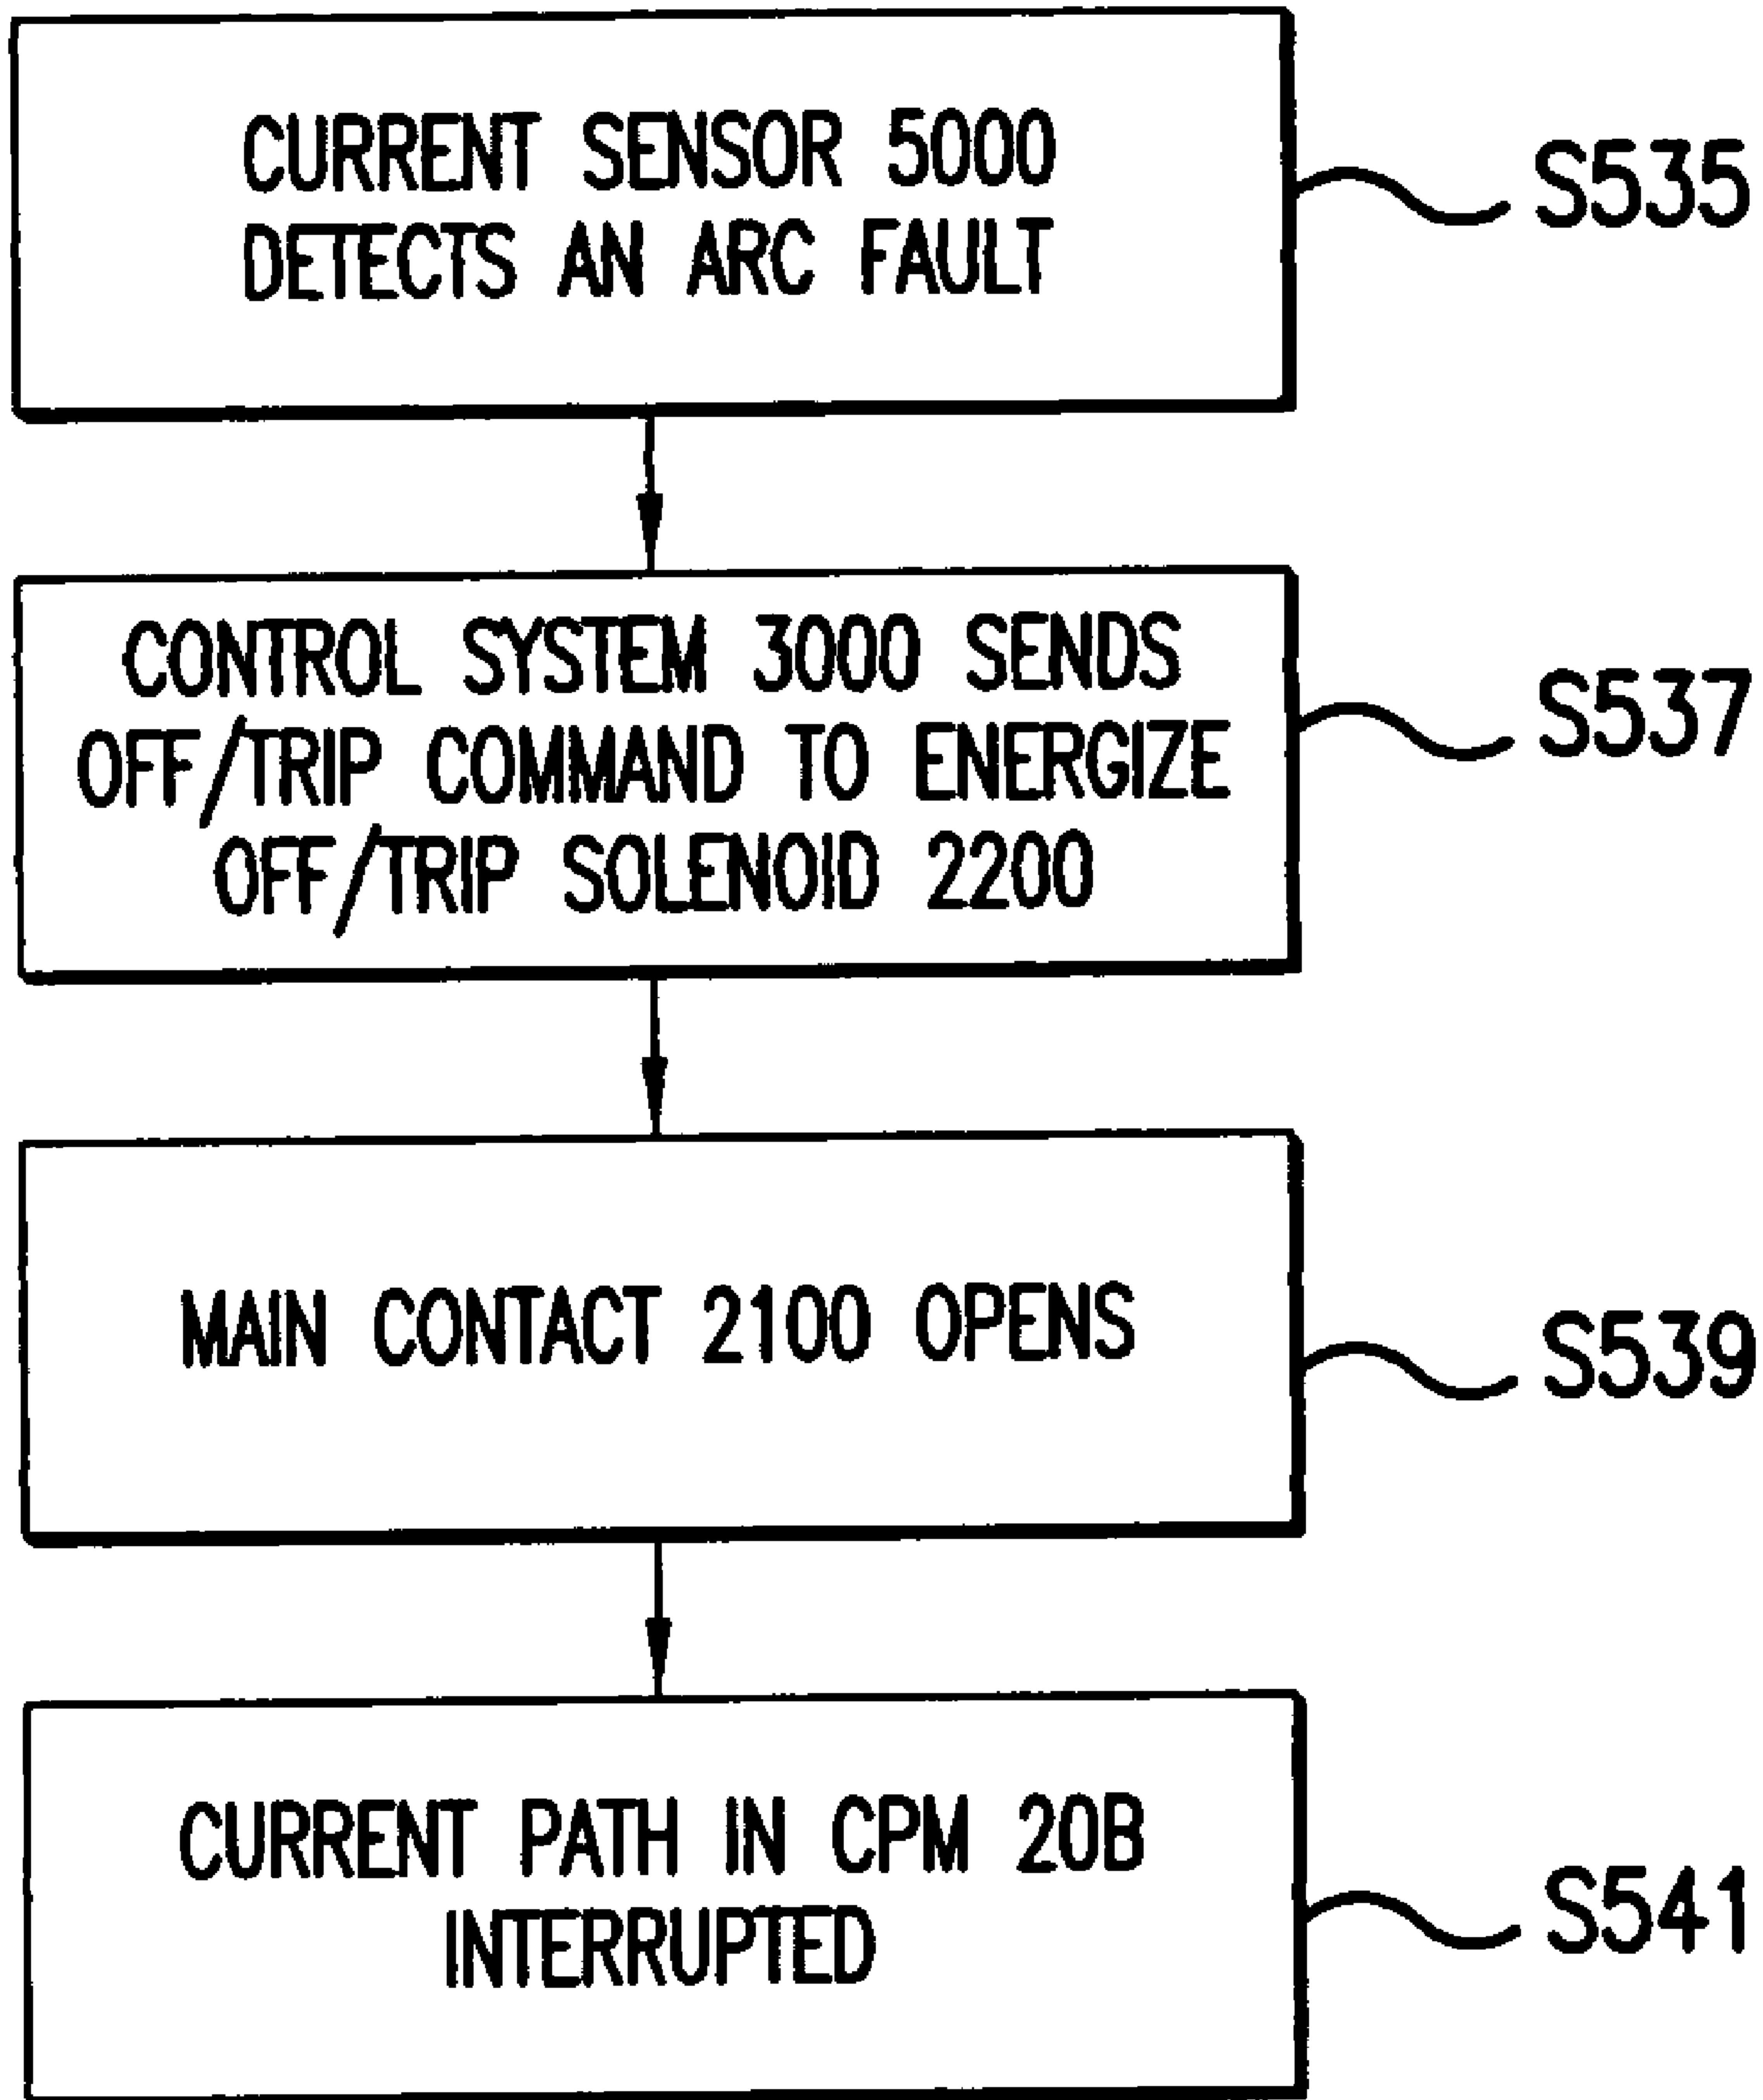 CURRENT SENSOR 5000
DETECTS AN ARC FAULT
S535
CONTROL SYSTEM 3000 SENDS
OFF/TRIP COMMAND TO ENERGIZE
OFF/TRIP SOLENOID 2200
S537
MAIN CONTACT 2100 OPENS
S539
CURRENT PATH IN CPM 20B
INTERRUPTED
S541